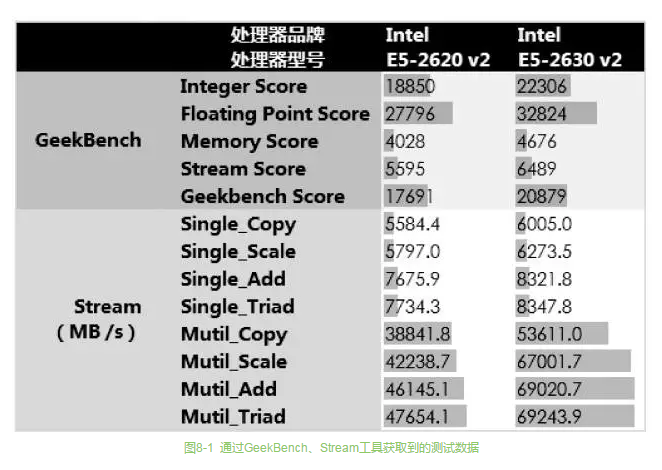 处理器品牌 Intel Intel
处理器型号 E5-2620 v2 E5-2630 v2
Integer Score 18850 22306
Floating Point Score 27796 32824
GeekBench Memory Score 4028 4676
Stream Score 5595 6489
Geekbench Score 17691 20879
Single_Copy 5584.4 6005.0
Single_Scale 5797.0 6273.5
Single_Add 7675.9 8321.8
Stream Single_Triad 7734.3 8347.8
(MB/s) Mutil_Copy 38841.8 53611.0
Mutil_Scale 42238.7 67001.7
Mutil_Add 46145.1 69020.7
Mutil_Triad 47654.1 69243.9
图8-1 通过GeekBench、Stream工具获取到的测试数据